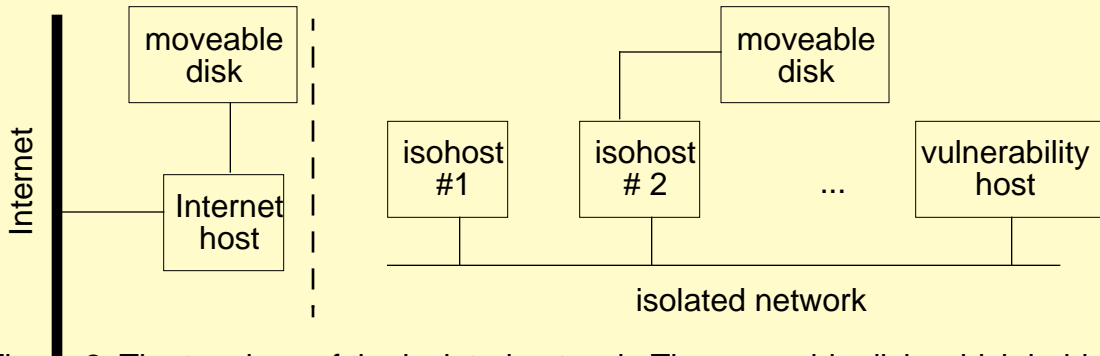 Internet
moveable
disk
Internet
host
moveable
disk
isohost
#1
isohost
# 2
...
vulnerability
host
isolated network